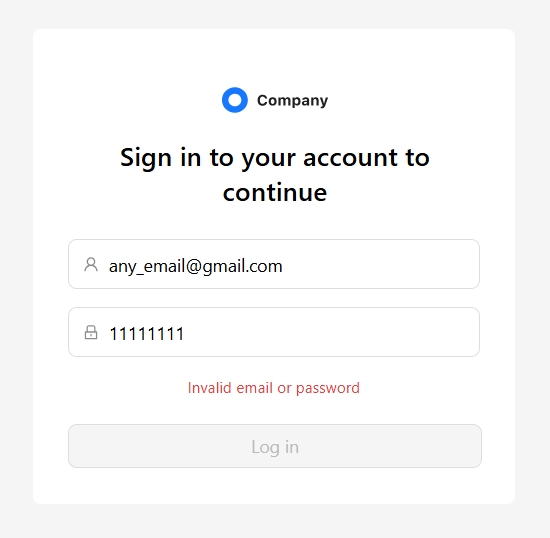 Company
Sign in to your account to
continue
any_email@gmail.com
11111111
Invalid email or password
Log in